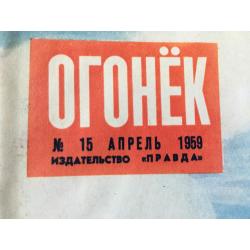 ОГОНЁК
№ 15 АПРЕЛЬ 1959
ИЗДАТЕЛЬСТВО «ПРАВДА»